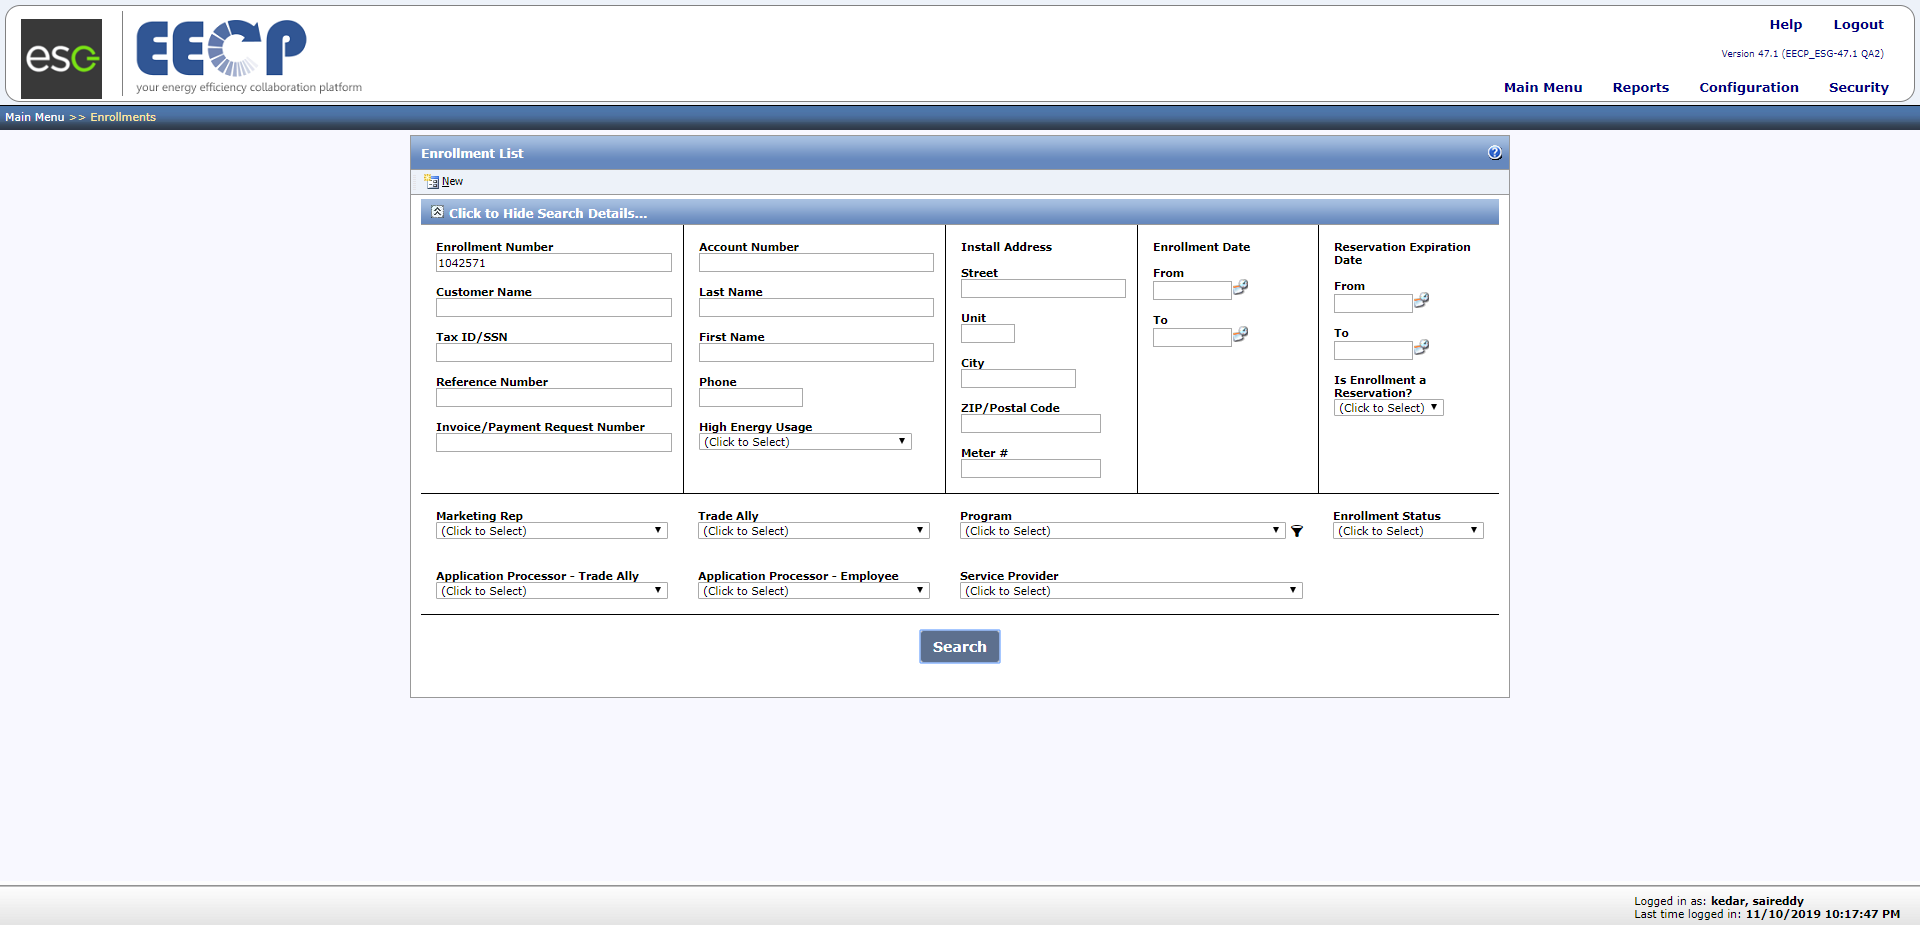 esg
EECP
your energy efficiency collaboration platform
Help Logout
Version 47.1 (EECP_ESG-47.1 QA2)
Main Menu Reports Configuration Security
Main Menu >> Enrollments
Enrollment List
New
Click to Hide Search Details...
Enrollment Number
1042571
Customer Name
Tax ID/SSN
Reference Number
Invoice/Payment Request Number
Account Number
Last Name
First Name
Phone
High Energy Usage
(Click to Select)
Install Address
Street
Unit
City
ZIP/Postal Code
Meter #
Enrollment Date
From
To
Reservation Expiration
Date
From
To
Is Enrollment a
Reservation?
(Click to Select)
Marketing Rep
(Click to Select)
Trade Ally
(Click to Select)
Program
(Click to Select)
Enrollment Status
(Click to Select)
Application Processor - Trade Ally
(Click to Select)
Application Processor - Employee
(Click to Select)
Service Provider
(Click to Select)
Search
Logged in as: kedar, saireddy
Last time logged in: 11/10/2019 10:17:47 PM